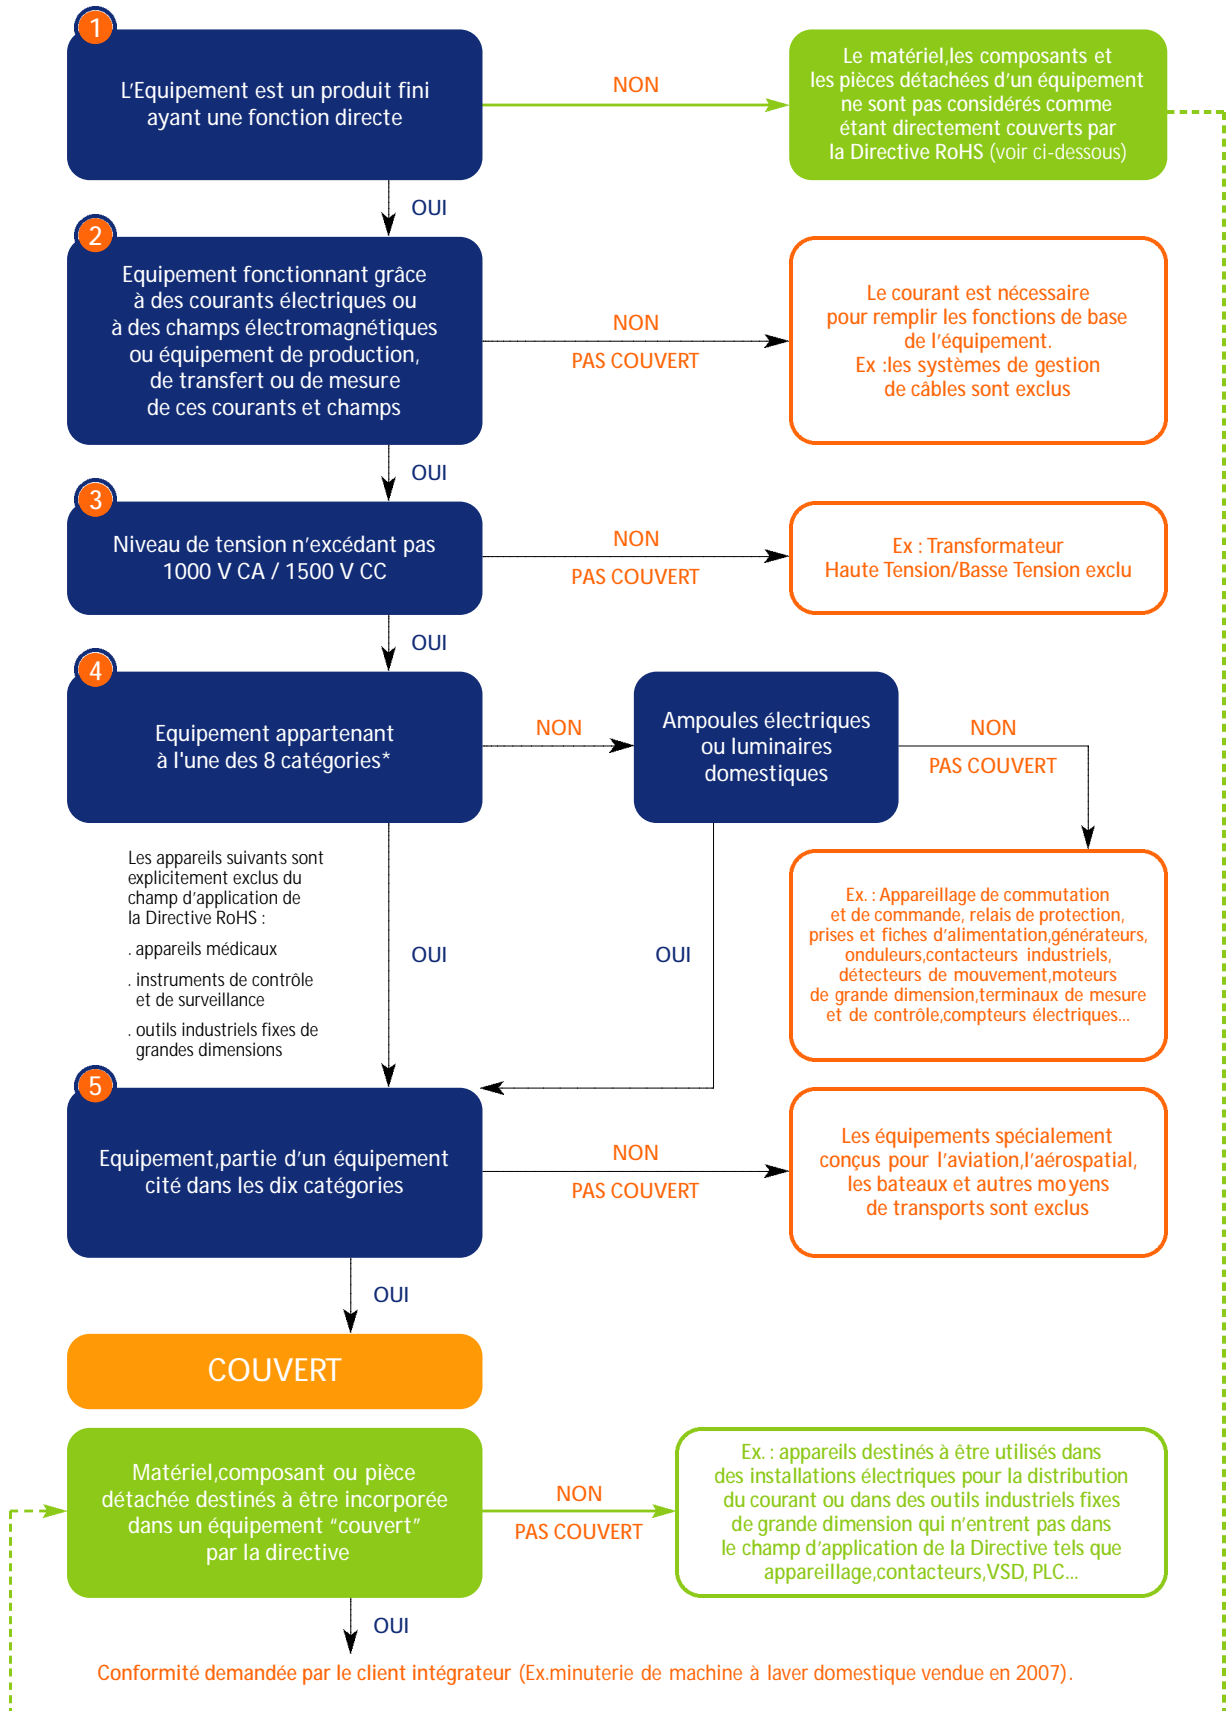 1
L'Equipement est un produit fini
ayant une fonction directe
NON
Le matériel,les composants et
les pièces détachées d'un équipement
ne sont pas considérés comme
étant directement couverts par
la Directive RoHS (voir ci-dessous)
OUI
2
Equipement fonctionnant grâce
à des courants électriques ou
à des champs électromagnétiques
ou équipement de production,
de transfert ou de mesure
de ces courants et champs
NON
PAS COUVERT
Le courant est nécessaire
pour remplir les fonctions de base
de l'équipement.
Ex :les systèmes de gestion
de câbles sont exclus
OUI
3
Niveau de tension n'excédant pas
1000 V CA / 1500 V CC
NON
PAS COUVERT
Ex : Transformateur
Haute Tension/Basse Tension exclu
OUI
4
Equipement appartenant
à l'une des 8 catégories*
NON
Ampoules électriques
ou luminaires
domestiques
NON
PAS COUVERT
Les appareils suivants sont
explicitement exclus du
champ d'application de
la Directive RoHS :
. appareils médicaux
. instruments de contrôle
et de surveillance
. outils industriels fixes de
grandes dimensions
OUI
OUI
Ex. : Appareillage de commutation
et de commande, relais de protection,
prises et fiches d'alimentation,générateurs,
onduleurs,contacteurs industriels,
détecteurs de mouvement,moteurs
de grande dimension,terminaux de mesure
et de contrôle,compteurs électriques...
5
Equipement,partie d'un équipement
cité dans les dix catégories
NON
PAS COUVERT
Les équipements spécialement
conçus pour l'aviation,l'aérospatial,
les bateaux et autres moyens
de transports sont exclus
OUI
COUVERT
Matériel,composant ou pièce
détachée destinés à être incorporée
dans un équipement "couvert"
par la directive
NON
PAS COUVERT
Ex. : appareils destinés à être utilisés dans
des installations électriques pour la distribution
du courant ou dans des outils industriels fixes
de grande dimension qui n'entrent pas dans
le champ d'application de la Directive tels que
appareillage,contacteurs,VSD, PLC...
OUI
Conformité demandée par le client intégrateur (Ex.minuterie de machine à laver domestique vendue en 2007).